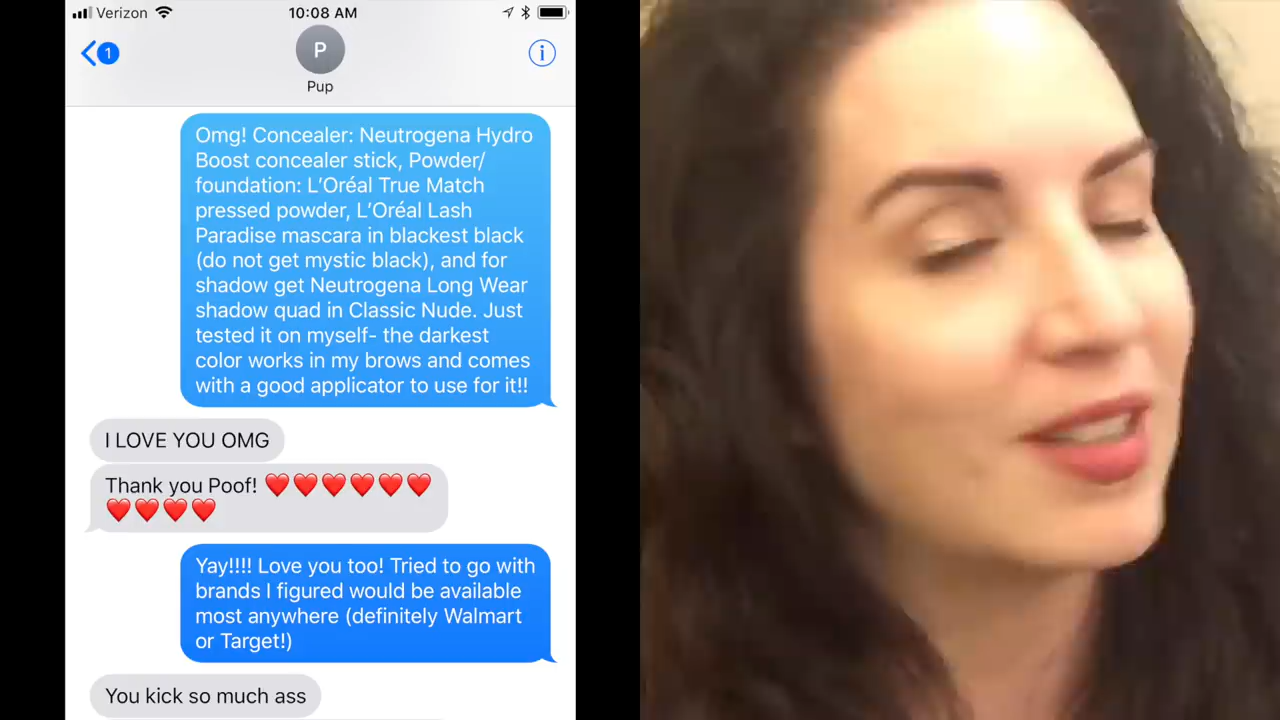 Verizon 10:08 AM
1
P
Pup
Omg! Concealer: Neutrogena Hydro
Boost concealer stick, Powder/
foundation: L’Oréal True Match
pressed powder, L’Oréal Lash
Paradise mascara in blackest black
(do not get mystic black), and for
shadow get Neutrogena Long Wear
shadow quad in Classic Nude. Just
tested it on myself- the darkest
color works in my brows and comes
with a good applicator to use for it!!
I LOVE YOU OMG
Thank you Poof! ❤️❤️❤️❤️❤️❤️
❤️❤️❤️❤️
Yay!!!! Love you too! Tried to go with
brands I figured would be available
most anywhere (definitely Walmart
or Target!)
You kick so much ass